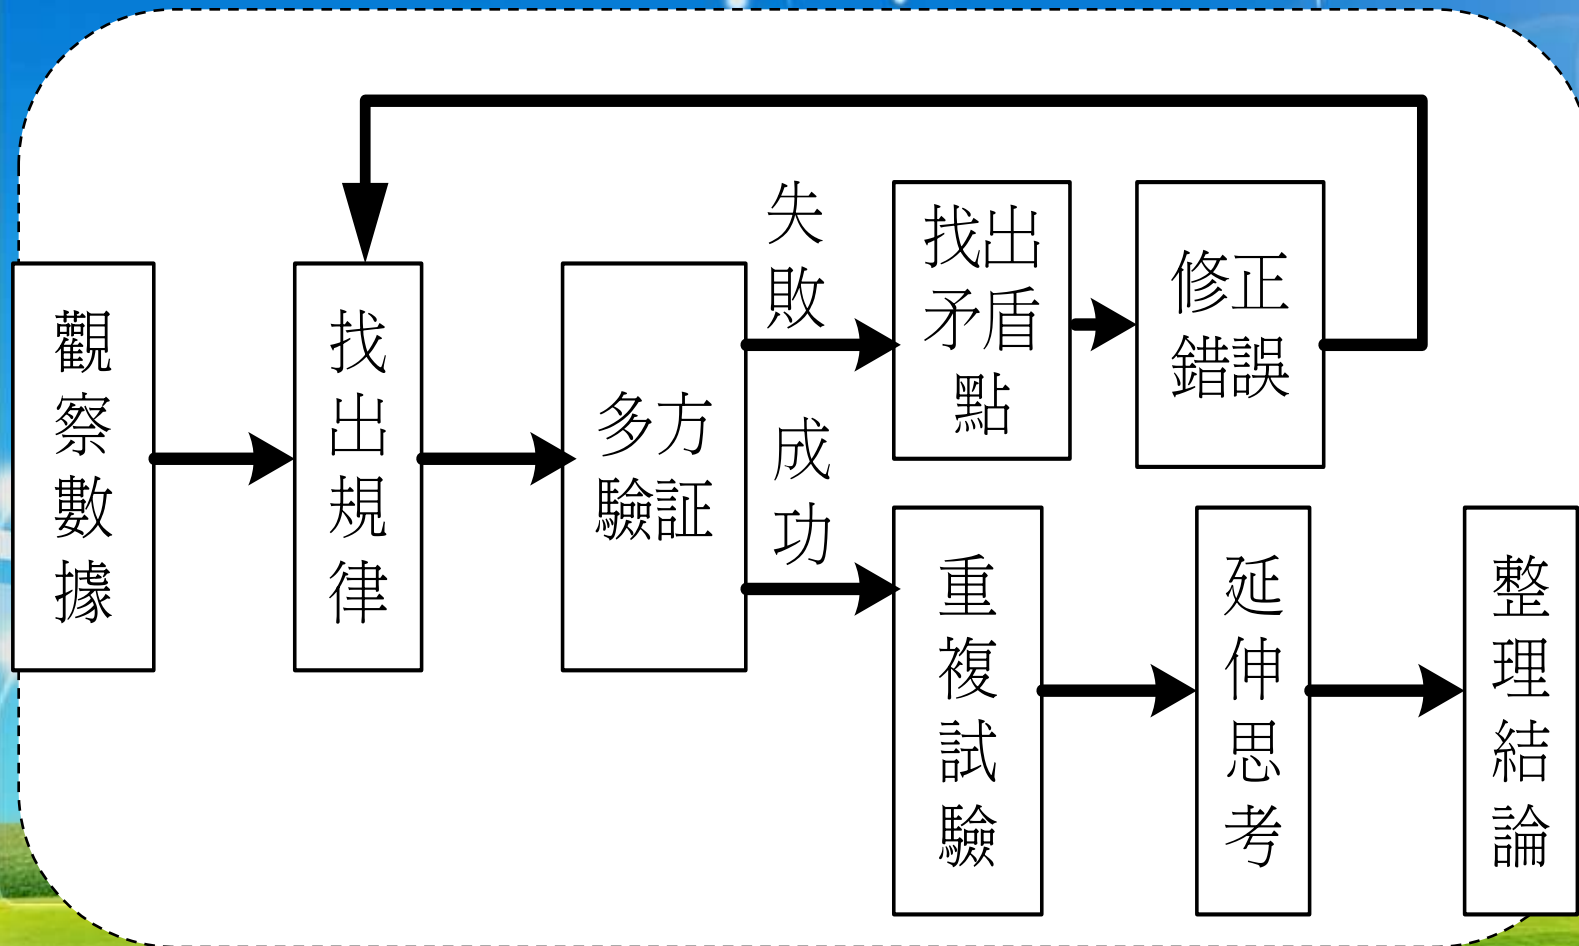 觀察數據
找出規律
多方
驗証
失敗
成功
找出
矛盾
點
修正
錯誤
重複試驗
延伸思考
整理結論